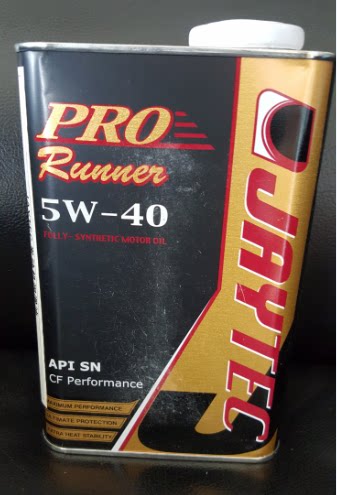 PRO
Runner
5W-40
FULLY - SYNTHETIC MOTOR OIL
JAYTEC
API SN
CF Performance
MAXIMUM PERFORMANCE
ULTIMATE PROTECTION
EXTRA HEAT STABILITY